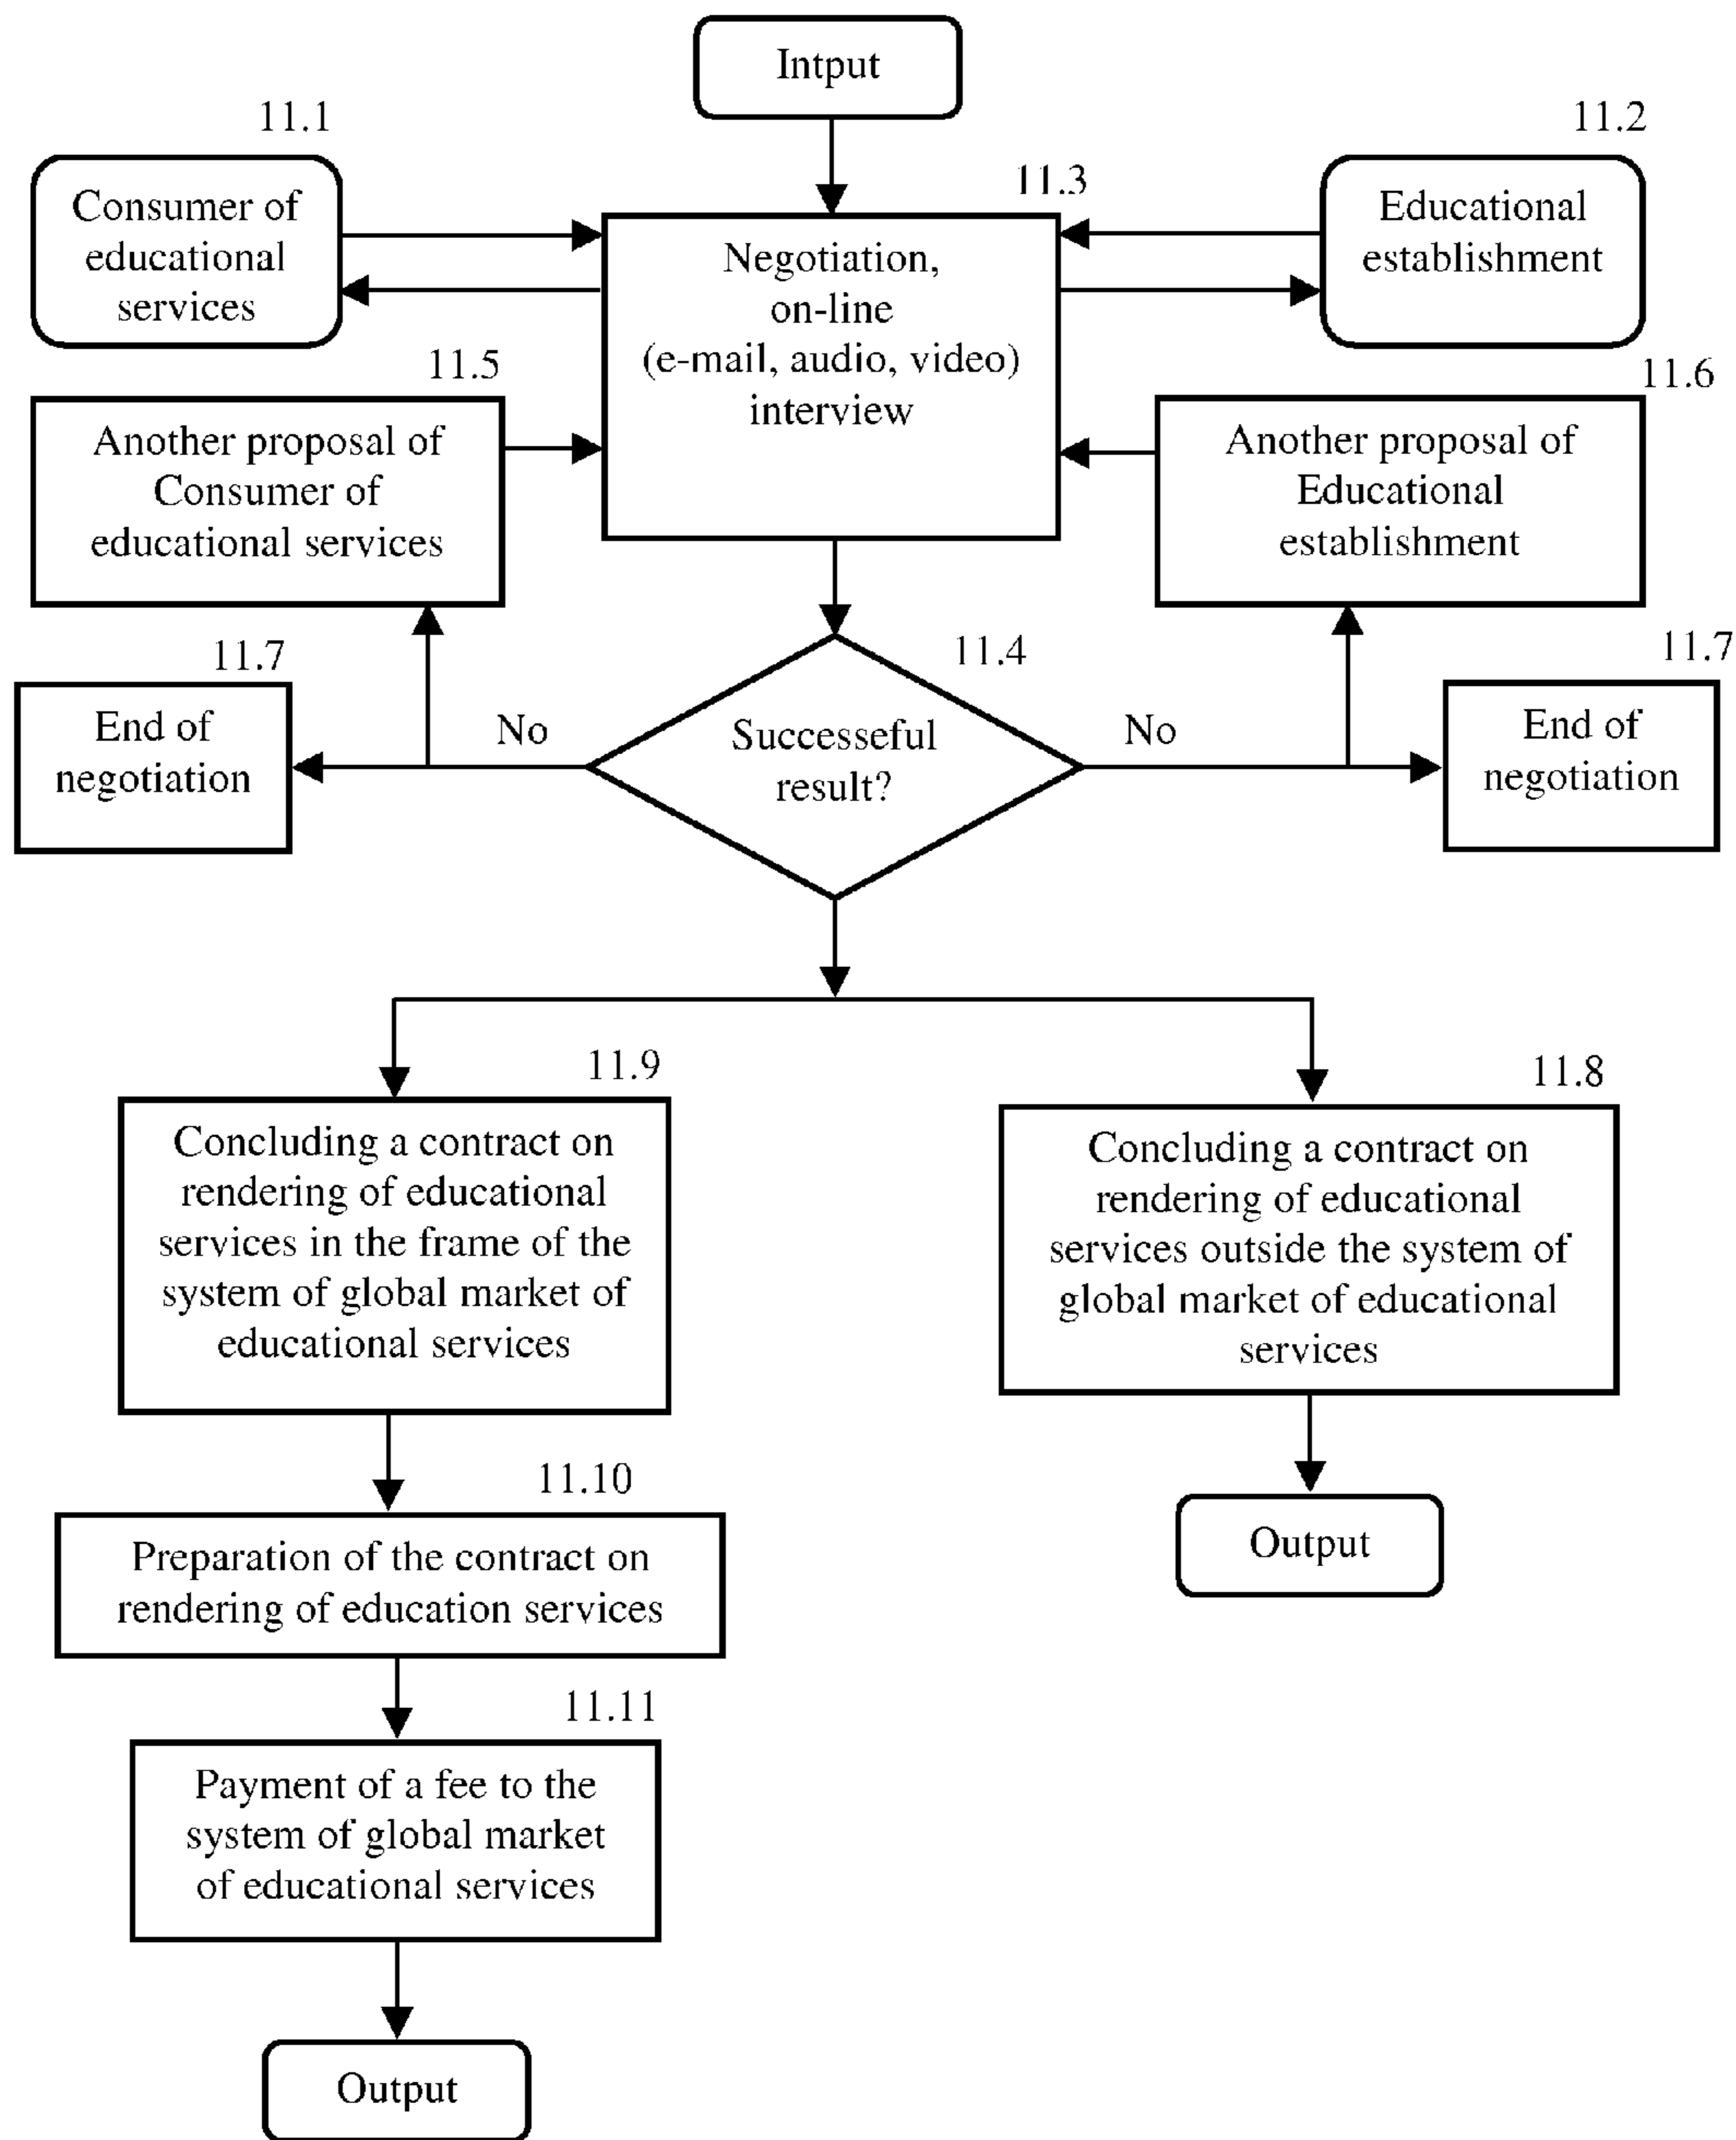 Intput
11.1
11.2
Consumer of
educational
services
11.3
Negotiation,
on-line
(e-mail, audio, video)
interview
Educational
establishment
11.5
Another proposal of
Consumer of
educational services
11.6
Another proposal of
Educational
establishment
11.7
End of
negotiation
No
11.4
Successeful
result?
No
11.7
End of
negotiation
11.9
Concluding a contract on
rendering of educational
services in the frame of the
system of global market of
educational services
11.8
Concluding a contract on
rendering of educational
services outside the system of
global market of educational
services
11.10
Preparation of the contract on
rendering of education services
Output
11.11
Payment of a fee to the
system of global market
of educational services
Output